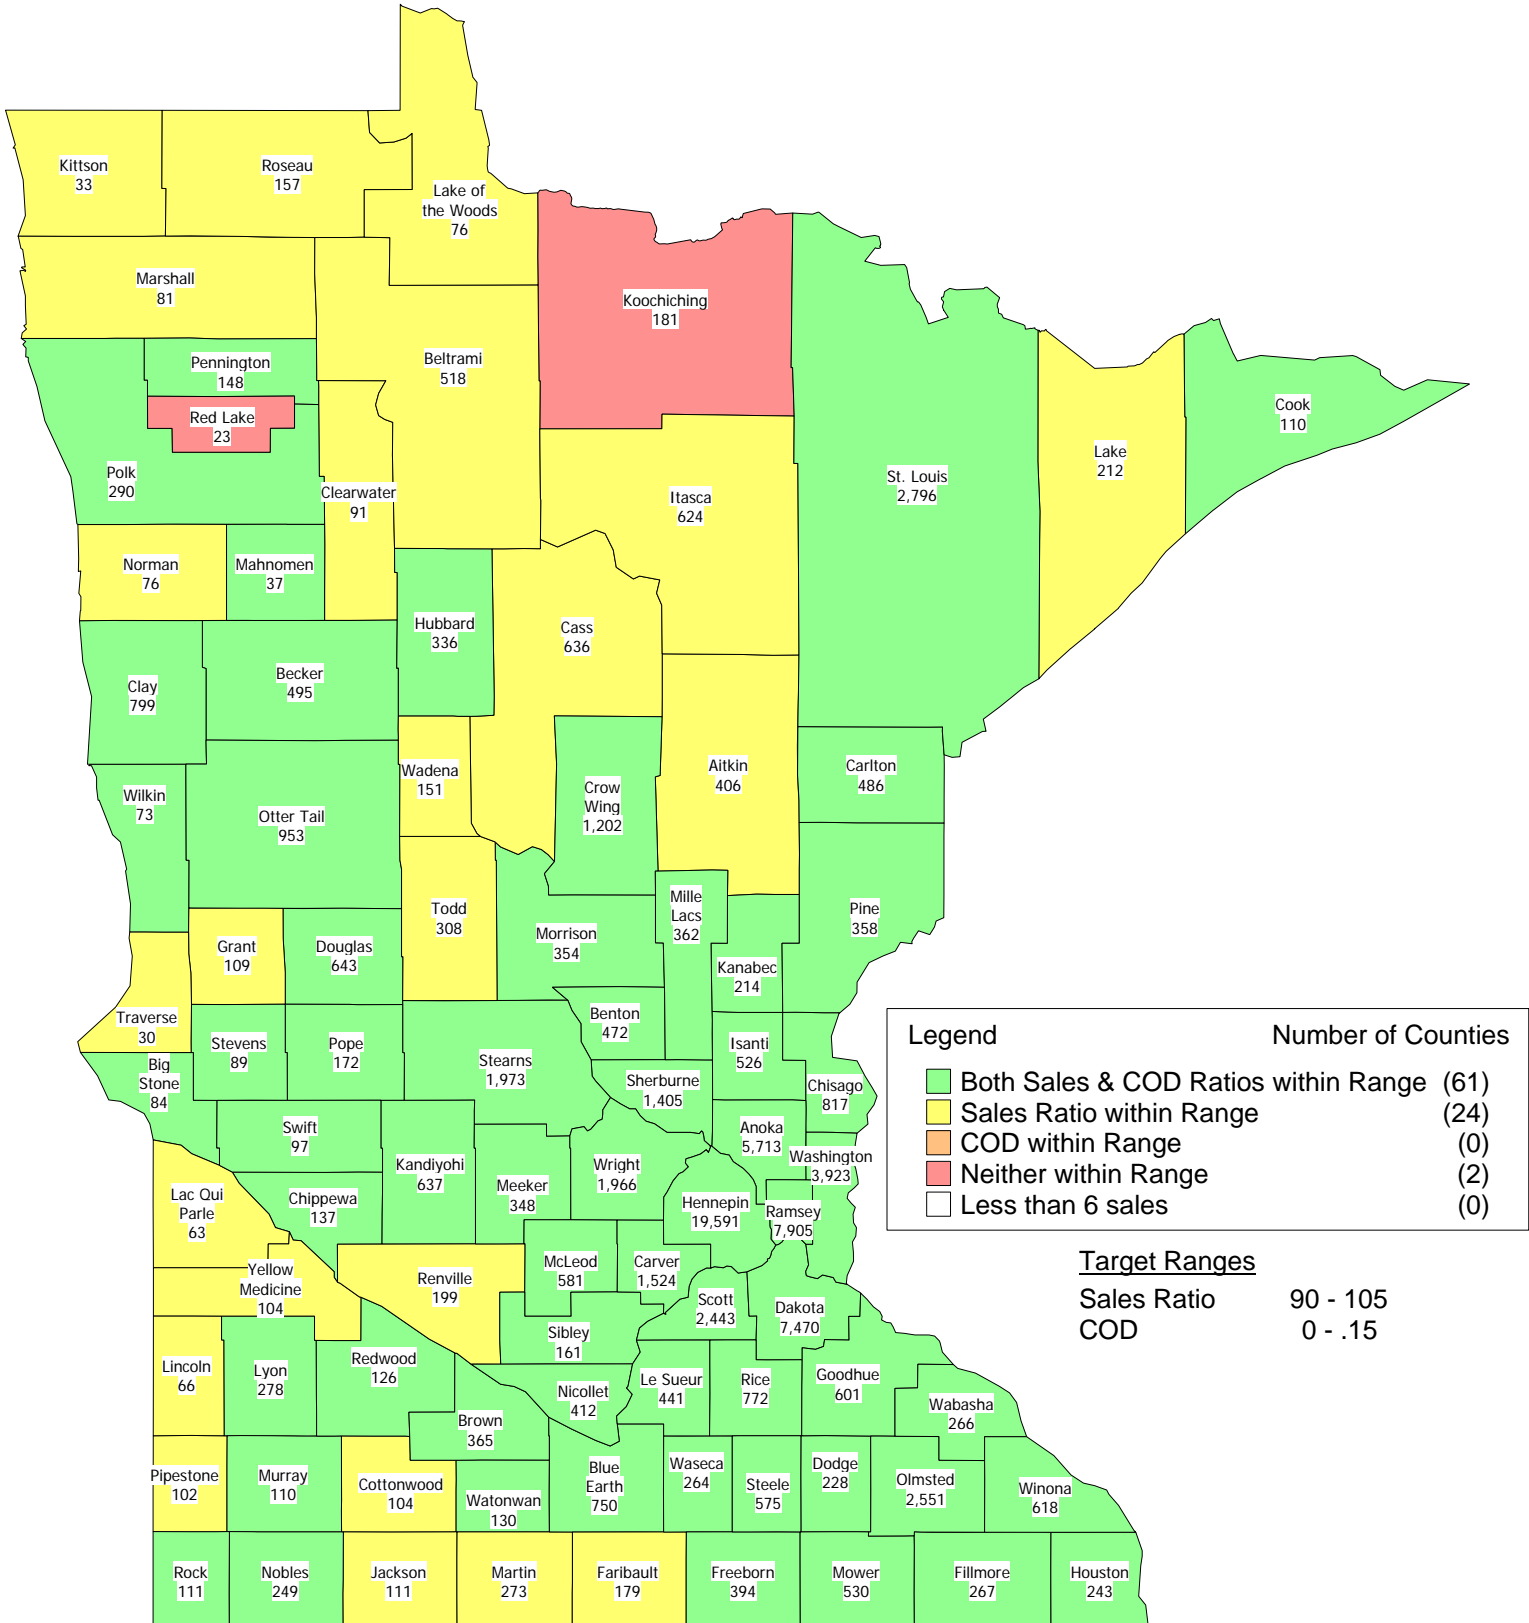 Kittson
33
Roseau
157
Lake of
the Woods
76
Marshall
81
Koochiching
181
Pennington
148
Beltrami
518
Red Lake
23
Cook
110
Polk
290
Clearwater
91
Itasca
624
St. Louis
2,796
Lake
212
Norman
76
Mahnomen
37
Hubbard
336
Cass
636
Clay
799
Becker
495
Wadena
151
Aitkin
406
Carlton
486
Wilkin
73
Otter Tail
953
Crow
Wing
1,202
Mille
Lacs
362
Pine
358
Grant
109
Douglas
643
Todd
308
Morrison
354
Kanabec
214
Traverse
30
Stevens
89
Pope
172
Stearns
1,973
Benton
472
Isanti
526
Big
Stone
84
Sherburne
1,405
Chisago
817
Swift
97
Kandiyohi
637
Meeker
348
Wright
1,966
Anoka
5,713
Washington
3,923
Lac Qui
Parle
63
Chippewa
137
Hennepin
19,591
Ramsey
7,905
Yellow
Medicine
104
Renville
199
McLeod
581
Carver
1,524
Scott
2,443
Dakota
7,470
Sibley
161
Lincoln
66
Lyon
278
Redwood
126
Nicollet
412
Le Sueur
441
Rice
772
Goodhue
601
Wabasha
266
Brown
365
Pipestone
102
Murray
110
Cottonwood
104
Watonwan
130
Blue
Earth
750
Waseca
264
Steele
575
Dodge
228
Olmsted
2,551
Winona
618
Rock
111
Nobles
249
Jackson
111
Martin
273
Faribault
179
Freeborn
394
Mower
530
Fillmore
267
Houston
243
Legend Number of Counties
Both Sales & COD Ratios within Range (61)
Sales Ratio within Range (24)
COD within Range (0)
Neither within Range (2)
Less than 6 sales (0)
Target Ranges
Sales Ratio 90 - 105
COD 0 - .15